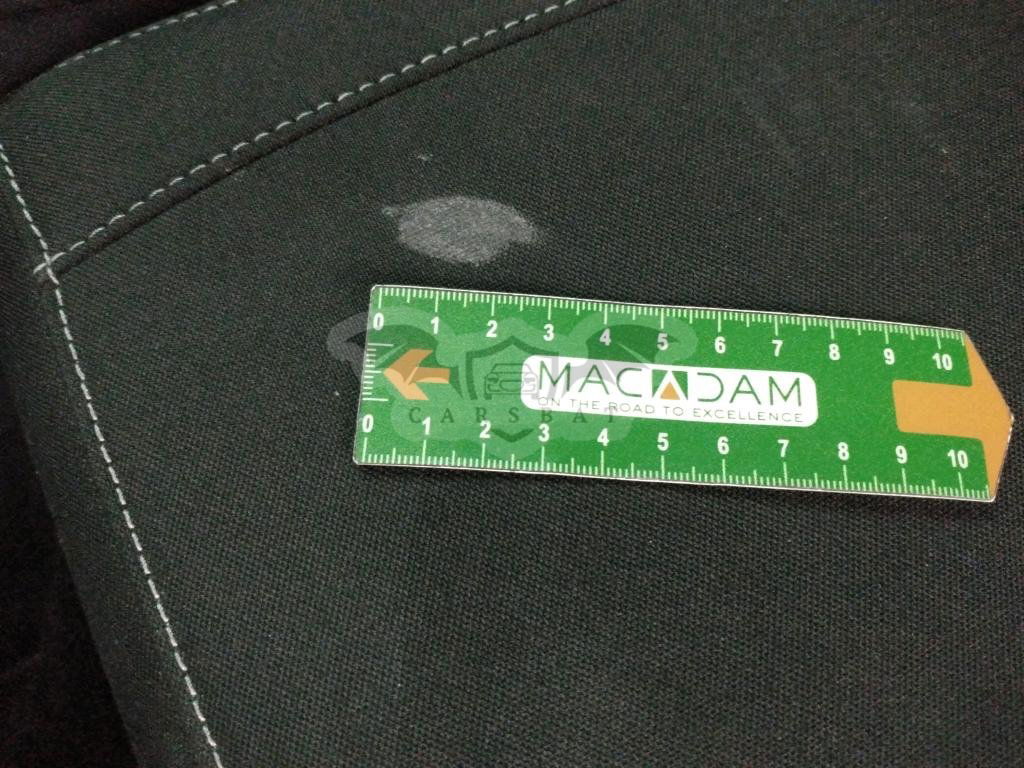 0 1 2 3 4 5 6 7 8 9 10
MACADAM
ON THE ROAD TO EXCELLENCE
CARSBAT
0 1 2 3 4 5 6 7 8 9 10